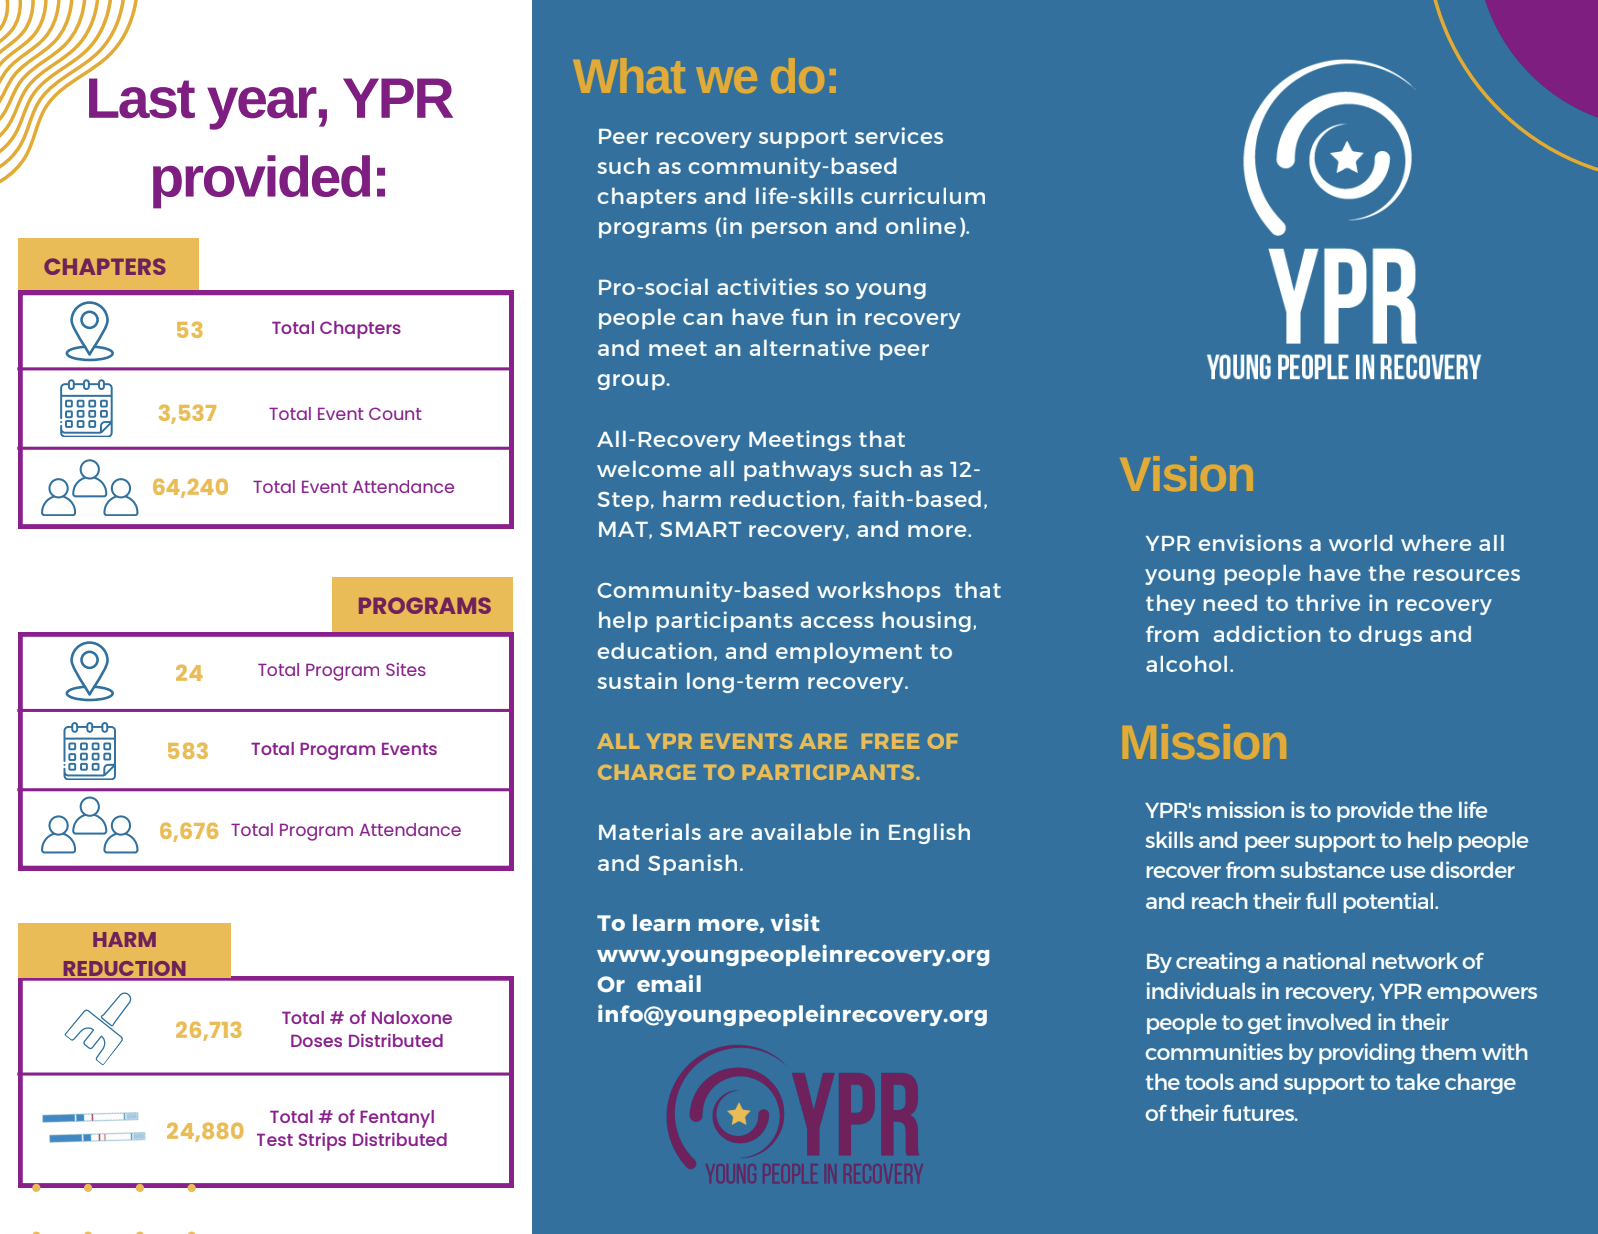 Last year, YPR
provided:
CHAPTERS
53 Total Chapters
3,537 Total Event Count
64,240 Total Event Attendance
PROGRAMS
24 Total Program Sites
583 Total Program Events
6,676 Total Program Attendance
HARM
REDUCTION
26,713 Total # of Naloxone
Doses Distributed
24,880 Total # of Fentanyl
Test Strips Distributed
What we do:
Peer recovery support services
such as community-based
chapters and life-skills curriculum
programs (in person and online).
Pro-social activities so young
people can have fun in recovery
and meet an alternative peer
group.
All-Recovery Meetings that
welcome all pathways such as 12-
Step, harm reduction, faith-based,
MAT, SMART recovery, and more.
Community-based workshops that
help participants access housing,
education, and employment to
sustain long-term recovery.
ALL YPR EVENTS ARE FREE OF
CHARGE TO PARTICIPANTS.
Materials are available in English
and Spanish.
To learn more, visit
www.youngpeopleinrecovery.org
Or email
info@youngpeopleinrecovery.org
YPR
YOUNG PEOPLE IN RECOVERY
YPR
YOUNG PEOPLE IN RECOVERY
Vision
YPR envisions a world where all
young people have the resources
they need to thrive in recovery
from addiction to drugs and
alcohol.
Mission
YPR's mission is to provide the life
skills and peer support to help people
recover from substance use disorder
and reach their full potential.
By creating a national network of
individuals in recovery, YPR empowers
people to get involved in their
communities by providing them with
the tools and support to take charge
of their futures.